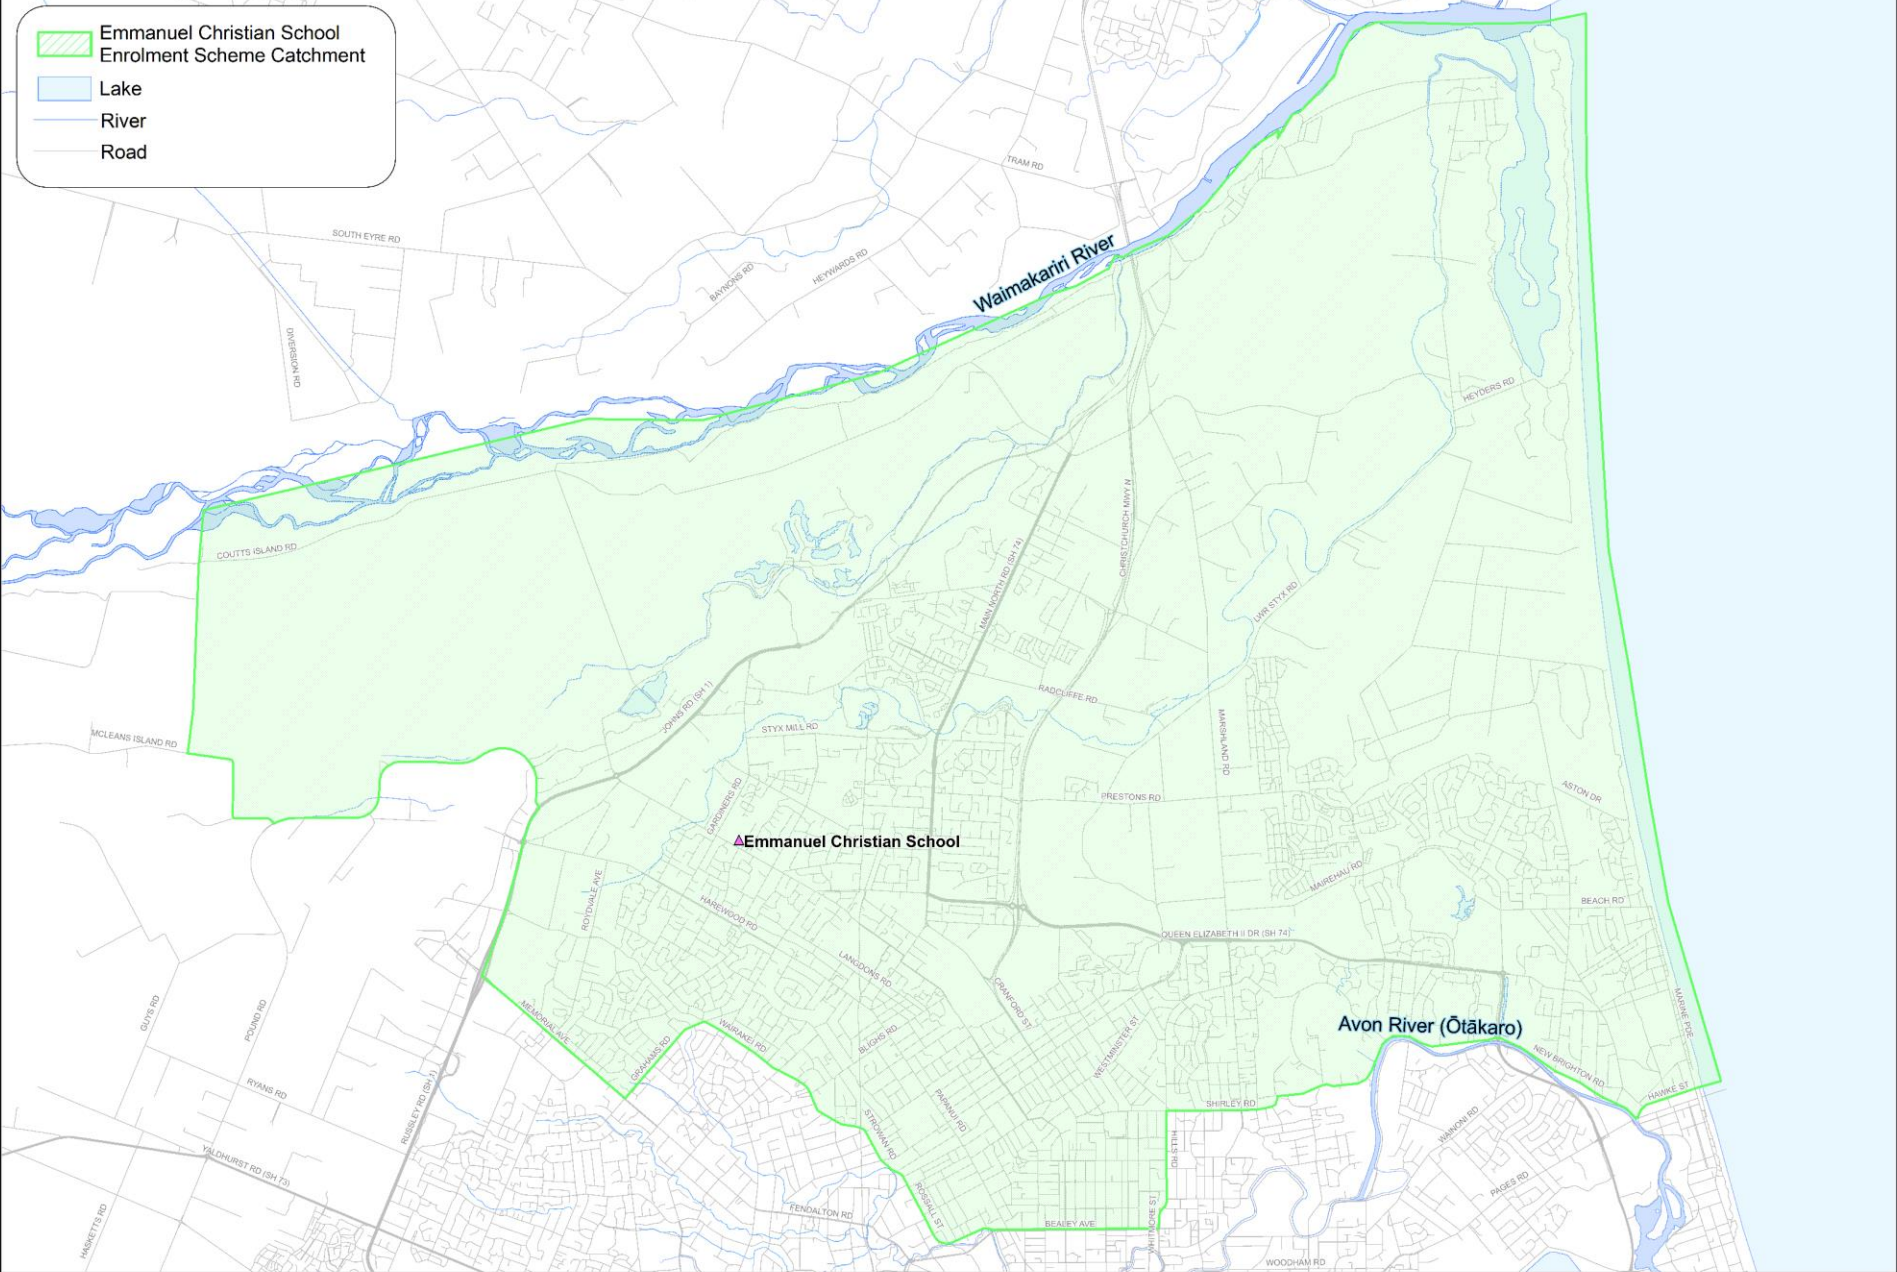 Emmanuel Christian School
Enrolment Scheme Catchment
Lake
River
Road
TRAM RD
SOUTH EYRE RD
BAYNONS RD
HEYWARDS RD
Waimakariri River
DIVERSION RD
HEYDERS RD
COUTTS ISLAND RD
MAIN NORTH RD (SH 74)
CHRISTCHURCH MWY N
LWR STYX RD
RADCLIFFE RD
JOHNS RD (SH 1)
STYX MILL RD
MARSHLAND RD
MCLEANS ISLAND RD
GARDINERS RD
PRESTONS RD
ASTON DR
Emmanuel Christian School
ROYDVALE AVE
HAREWOOD RD
MAIREHAU RD
BEACH RD
QUEEN ELIZABETH II DR (SH 74)
LANGDONS RD
CRANFORD ST
GUYS RD
POUND RD
MEMORIAL AVE
GRAHAMS RD
WAIRAKEI RD
BLIGHS RD
WESTMINSTER ST
Avon River (Ōtākaro)
MARINE PDE
NEW BRIGHTON RD
HAWKE ST
RYANS RD
RUSSLEY RD (SH 1)
STROWAN RD
PAPANUI RD
SHIRLEY RD
HILLS RD
WAINONI RD
YALDHURST RD (SH 73)
PAGES RD
HASKETTS RD
ROSSALL ST
FENDALTON RD
BEALEY AVE
WHITMORE ST
WOODHAM RD